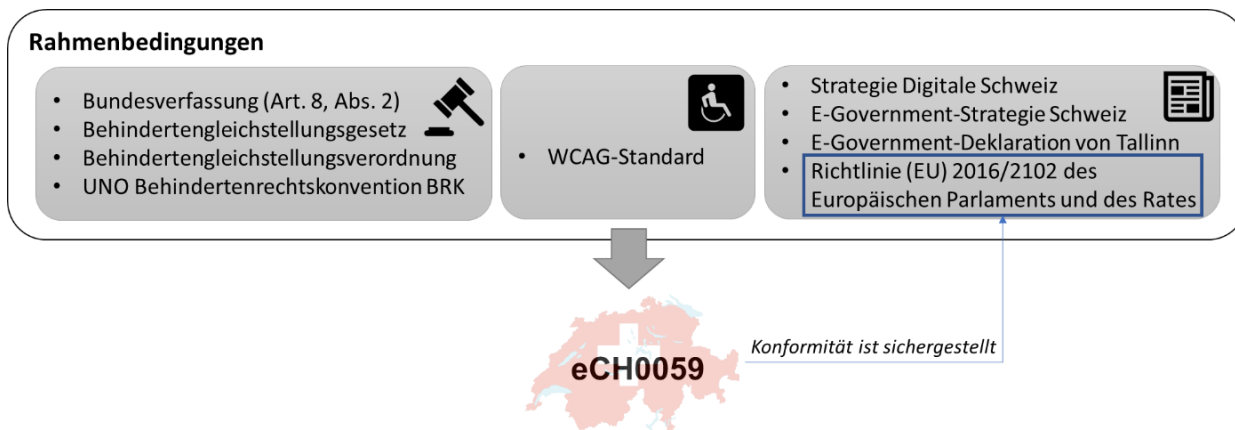 Rahmenbedingungen
• Bundesverfassung (Art. 8, Abs. 2)
• Behindertengleichstellungsgesetz
• Behindertengleichstellungsverordnung
• UNO Behindertenrechtskonvention BRK
• WCAG-Standard
• Strategie Digitale Schweiz
• E-Government-Strategie Schweiz
• E-Government-Deklaration von Tallinn
• Richtlinie (EU) 2016/2102 des
Europäischen Parlaments und des Rates
Konformität ist sichergestellt
eCH0059